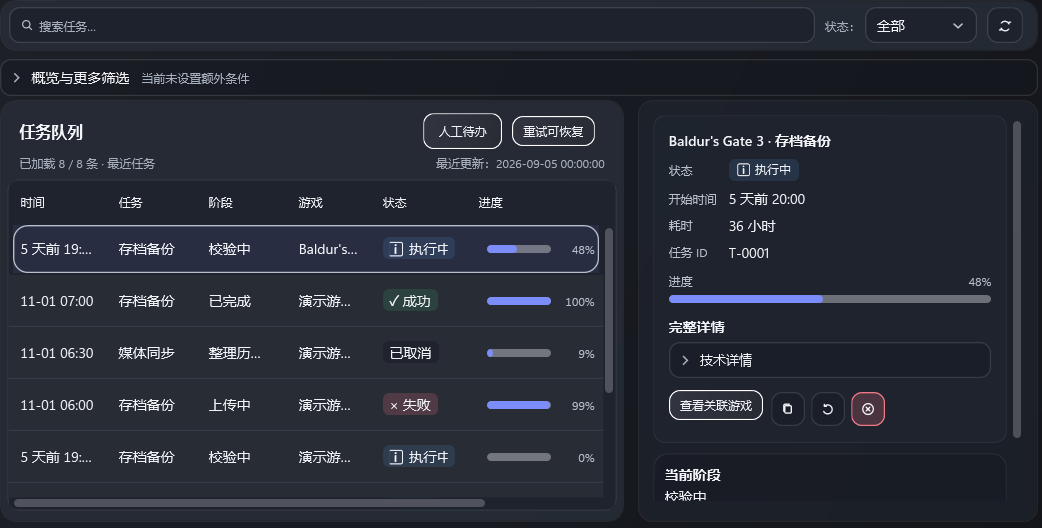 搜索任务...
状态：
全部
概览与更多筛选 当前未设置额外条件
任务队列
人工待办
重试可恢复
已加载 8 / 8 条 · 最近任务
最近更新：2026-09-05 00:00:00
时间 任务 阶段 游戏 状态 进度
5 天前 19:... 存档备份 校验中 Baldur's... 执行中 48%
11-01 07:00 存档备份 已完成 演示游... ✓ 成功 100%
11-01 06:30 媒体同步 整理历... 演示游... 已取消 9%
11-01 06:00 存档备份 上传中 演示游... × 失败 99%
5 天前 19:... 存档备份 校验中 演示游... 执行中 0%
Baldur's Gate 3 · 存档备份
状态 执行中
开始时间 5 天前 20:00
耗时 36 小时
任务 ID T-0001
进度 48%
完整详情
技术详情
查看关联游戏
当前阶段
校验中